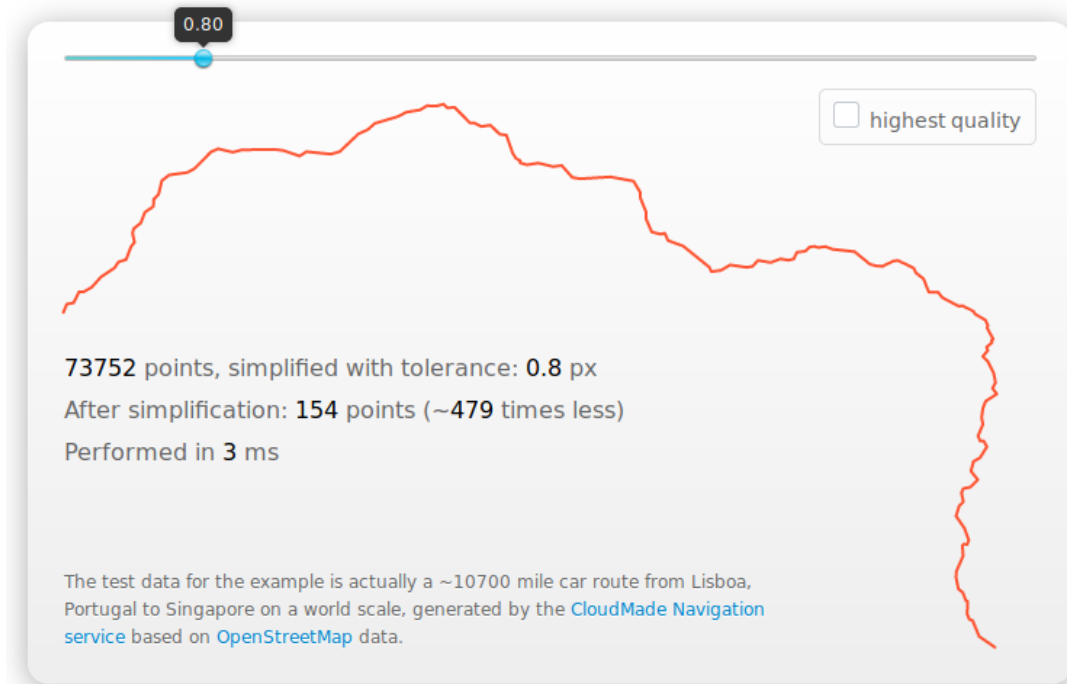 0.80
highest quality
73752 points, simplified with tolerance: 0.8 px
After simplification: 154 points (~479 times less)
Performed in 3 ms
The test data for the example is actually a ~10700 mile car route from Lisboa,
Portugal to Singapore on a world scale, generated by the CloudMade Navigation
service based on OpenStreetMap data.